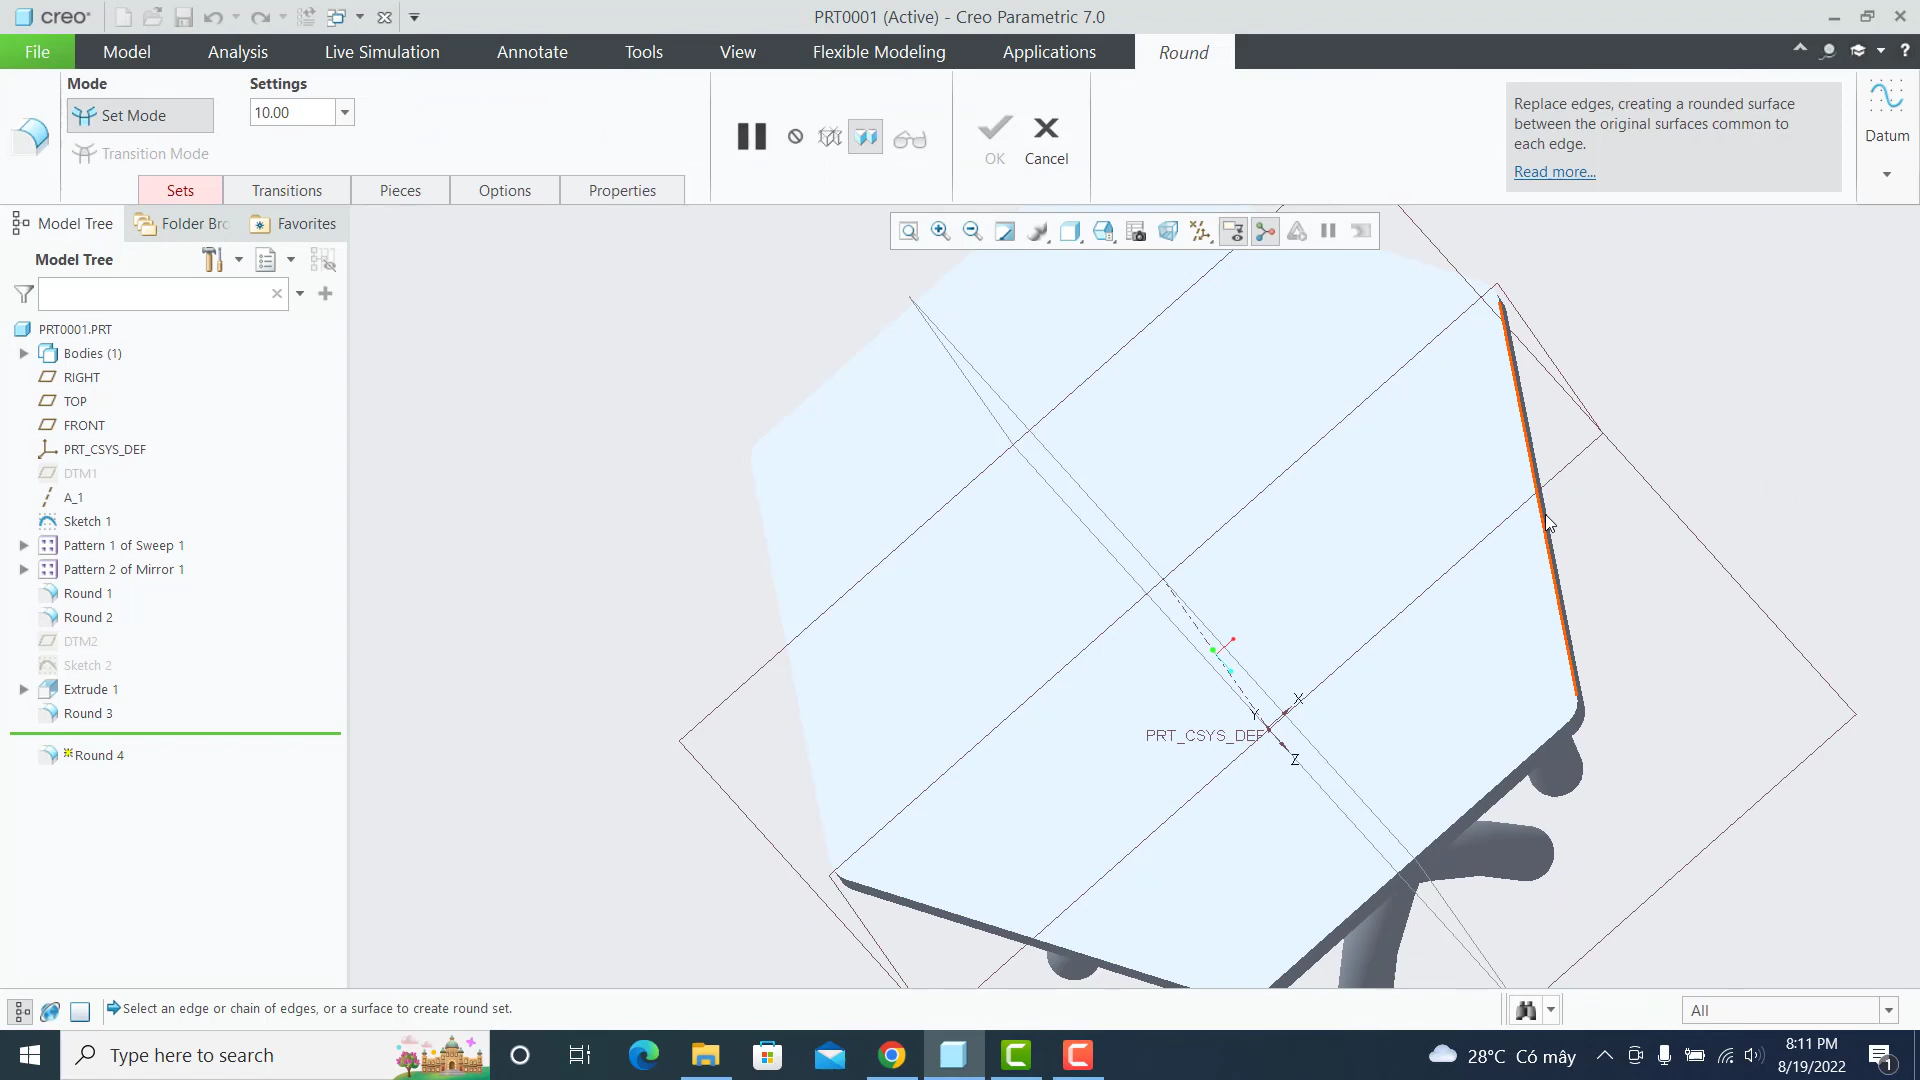 creo
PRT0001 (Active) - Creo Parametric 7.0
File
Model
Analysis
Live Simulation
Annotate
Tools
View
Flexible Modeling
Applications
Round
?
Mode
Settings
Set Mode
10.00
Transition Mode
OK
Cancel
Replace edges, creating a rounded surface
between the original surfaces common to
each edge.
Read more...
Datum
Sets
Transitions
Pieces
Options
Properties
Model Tree
Folder Bro
Favorites
Model Tree
PRT0001.PRT
Bodies (1)
RIGHT
TOP
FRONT
PRT_CSYS_DEF
DTM1
A_1
Sketch 1
Pattern 1 of Sweep 1
Pattern 2 of Mirror 1
Round 1
Round 2
DTM2
Sketch 2
Extrude 1
Round 3
Round 4
X
Y
PRT_CSYS_DEF
Z
Select an edge or chain of edges, or a surface to create round set.
All
Type here to search
28°C Có mây
8:11 PM
8/19/2022
1